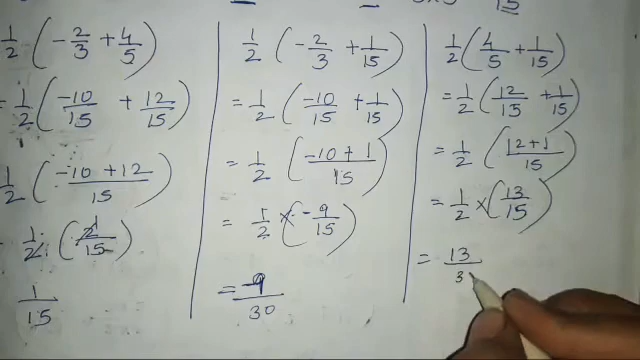 15
1/2 (-2/3 + 4/5)
= 1/2 (-10/15 + 12/15)
1/2 (-10 + 12/15)
1/2 (2/15)
1/15
1/2 (-2/3 + 1/15)
= 1/2 (-10/15 + 1/15)
= 1/2 (-10 + 1/15)
= 1/2 × (-9/15)
= -9/30
1/2 (4/5 + 1/15)
= 1/2 (12/15 + 1/15)
= 1/2 (12 + 1/15)
= 1/2 × (13/15)
= 13/3